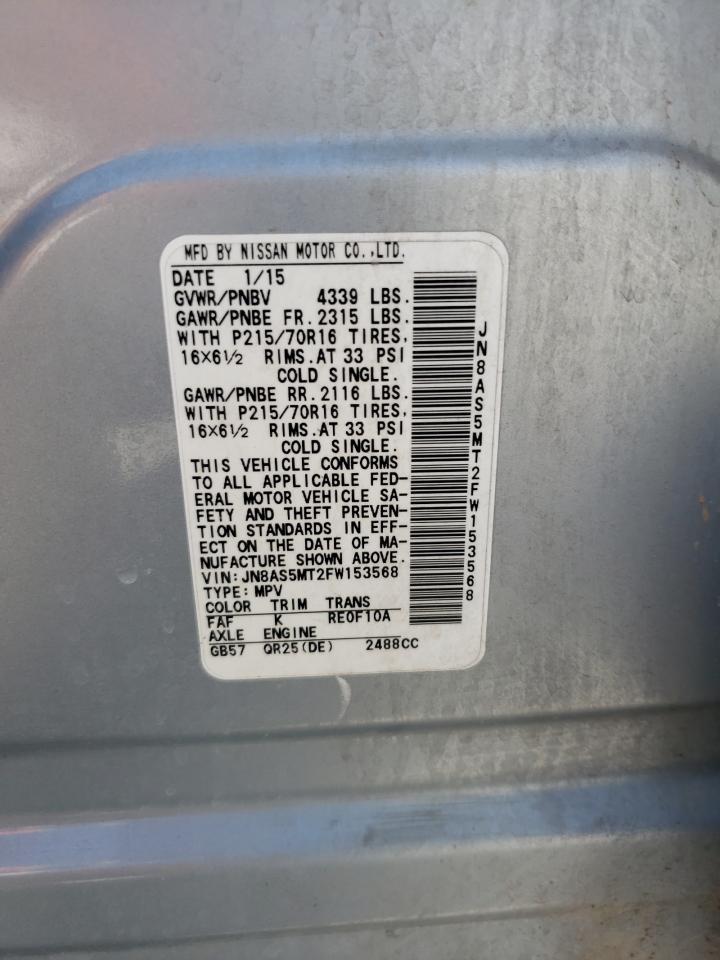 MFD BY NISSAN MOTOR CO.,LTD.
DATE 1/15
GVWR/PNBV 4339 LBS.
GAWR/PNBE FR.2315 LBS.
WITH P215/70R16 TIRES,
16X6½ RIMS.AT 33 PSI
COLD SINGLE.
GAWR/PNBE RR.2116 LBS.
WITH P215/70R16 TIRES,
16X6½ RIMS.AT 33 PSI
COLD SINGLE.
THIS VEHICLE CONFORMS
TO ALL APPLICABLE FED-
ERAL MOTOR VEHICLE SA-
FETY AND THEFT PREVEN-
TION STANDARDS IN EFF-
ECT ON THE DATE OF MA-
NUFACTURE SHOWN ABOVE.
VIN:JN8AS5MT2FW153568
TYPE:MPV
COLOR TRIM TRANS
FAF K RE0F10A
AXLE ENGINE
GB57 QR25(DE) 2488CC
JN8AS5MT2FW153568